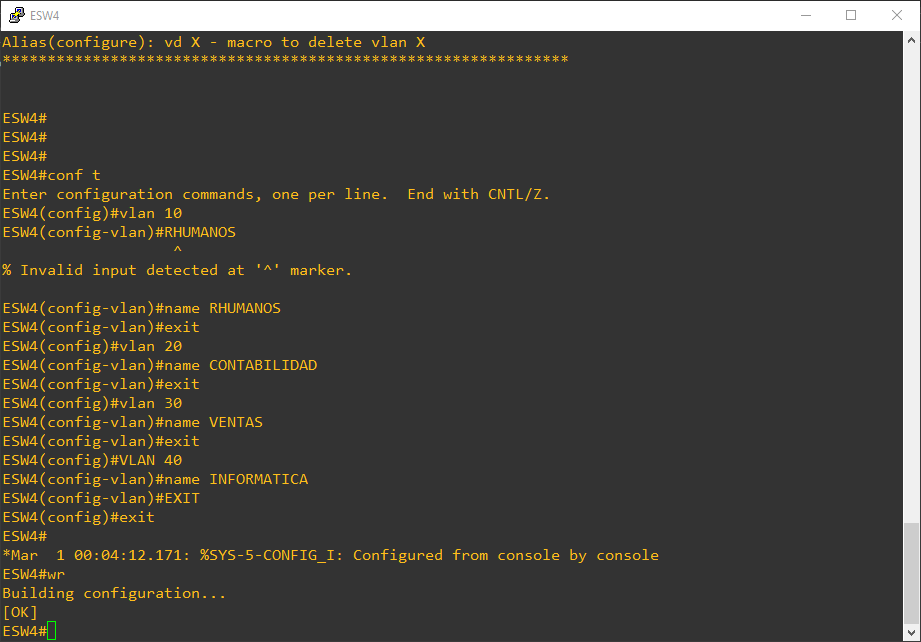 ESW4
Alias(configure): vd X - macro to delete vlan X
***************************************************************
ESW4#
ESW4#
ESW4#
ESW4#conf t
Enter configuration commands, one per line.  End with CNTL/Z.
ESW4(config)#vlan 10
ESW4(config-vlan)#RHUMANOS
^
% Invalid input detected at '^' marker.
ESW4(config-vlan)#name RHUMANOS
ESW4(config-vlan)#exit
ESW4(config)#vlan 20
ESW4(config-vlan)#name CONTABILIDAD
ESW4(config-vlan)#exit
ESW4(config)#vlan 30
ESW4(config-vlan)#name VENTAS
ESW4(config-vlan)#exit
ESW4(config)#VLAN 40
ESW4(config-vlan)#name INFORMATICA
ESW4(config-vlan)#EXIT
ESW4(config)#exit
ESW4#
*Mar  1 00:04:12.171: %SYS-5-CONFIG_I: Configured from console by console
ESW4#wr
Building configuration...
[OK]
ESW4#